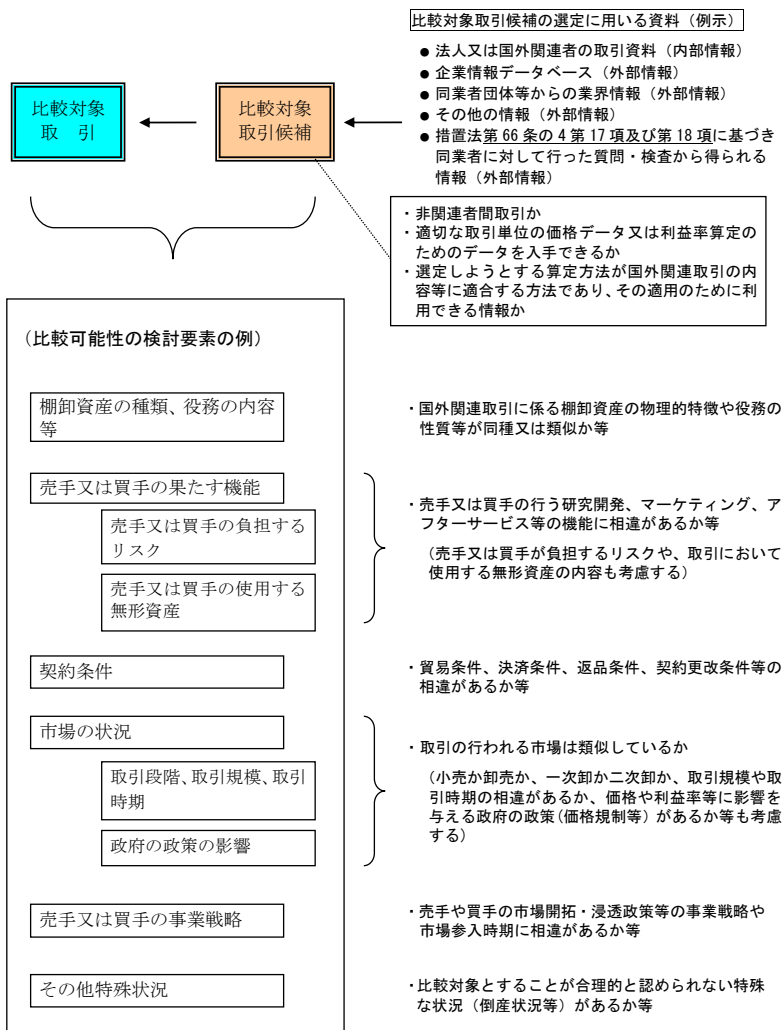 比較対象取引候補の選定に用いる資料（例示）
● 法人又は国外関連者の取引資料（内部情報）
● 企業情報データベース（外部情報）
● 同業者団体等からの業界情報（外部情報）
● その他の情報（外部情報）
● 措置法第 66 条の 4 第 17 項及び第 18 項に基づき
同業者に対して行った質問・検査から得られる
情報（外部情報）
比較対象
取　引
比較対象
取引候補
・非関連者間取引か
・適切な取引単位の価格データ又は利益率算定の
ためのデータを入手できるか
・選定しようとする算定方法が国外関連取引の内
容等に適合する方法であり、その適用のために利
用できる情報か
（比較可能性の検討要素の例）
棚卸資産の種類、役務の内容
等
・国外関連取引に係る棚卸資産の物理的特徴や役務の
性質等が同種又は類似か等
売手又は買手の果たす機能
売手又は買手の負担する
リスク
売手又は買手の使用する
無形資産
・売手又は買手の行う研究開発、マーケティング、ア
フターサービス等の機能に相違があるか等
（売手又は買手が負担するリスクや、取引において
使用する無形資産の内容も考慮する）
契約条件
・貿易条件、決済条件、返品条件、契約更改条件等の
相違があるか等
市場の状況
取引段階、取引規模、取引
時期
政府の政策の影響
・取引の行われる市場は類似しているか
（小売か卸売か、一次卸か二次卸か、取引規模や取
引時期の相違があるか、価格や利益率等に影響を
与える政府の政策（価格規制等）があるか等も考慮
する）
売手又は買手の事業戦略
・売手や買手の市場開拓・浸透政策等の事業戦略や
市場参入時期に相違があるか等
その他特殊状況
・比較対象とすることが合理的と認められない特殊
な状況（倒産状況等）があるか等